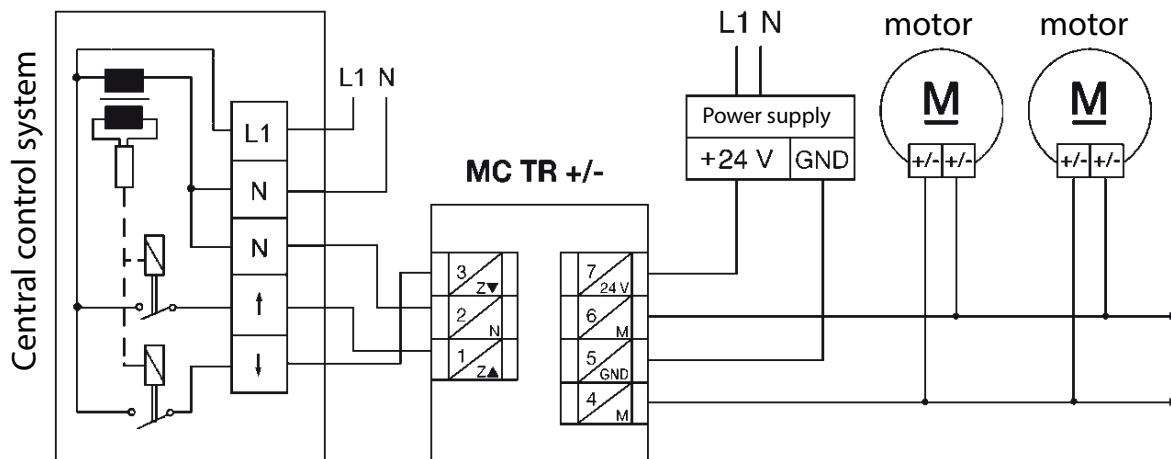 Central control system
L1 N
L1
N
N
↑
↓
MC TR +/-
3 Z▼
2 N
1 Z▲
7 24 V
6 M
5 GND
4 M
L1 N
Power supply
+24 V GND
motor
M
+/- +/-
motor
M
+/- +/-